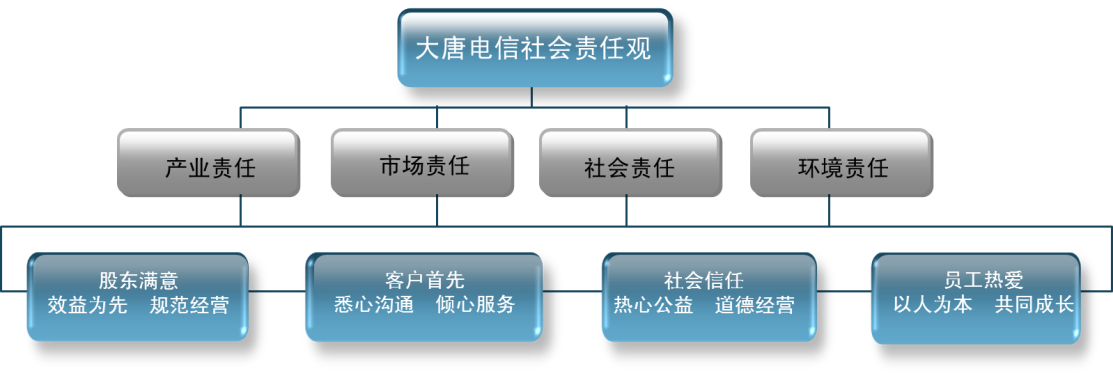 大唐电信社会责任观
产业责任
市场责任
社会责任
环境责任
股东满意
效益为先 规范经营
客户首先
悉心沟通 倾心服务
社会信任
热心公益 道德经营
员工热爱
以人为本 共同成长